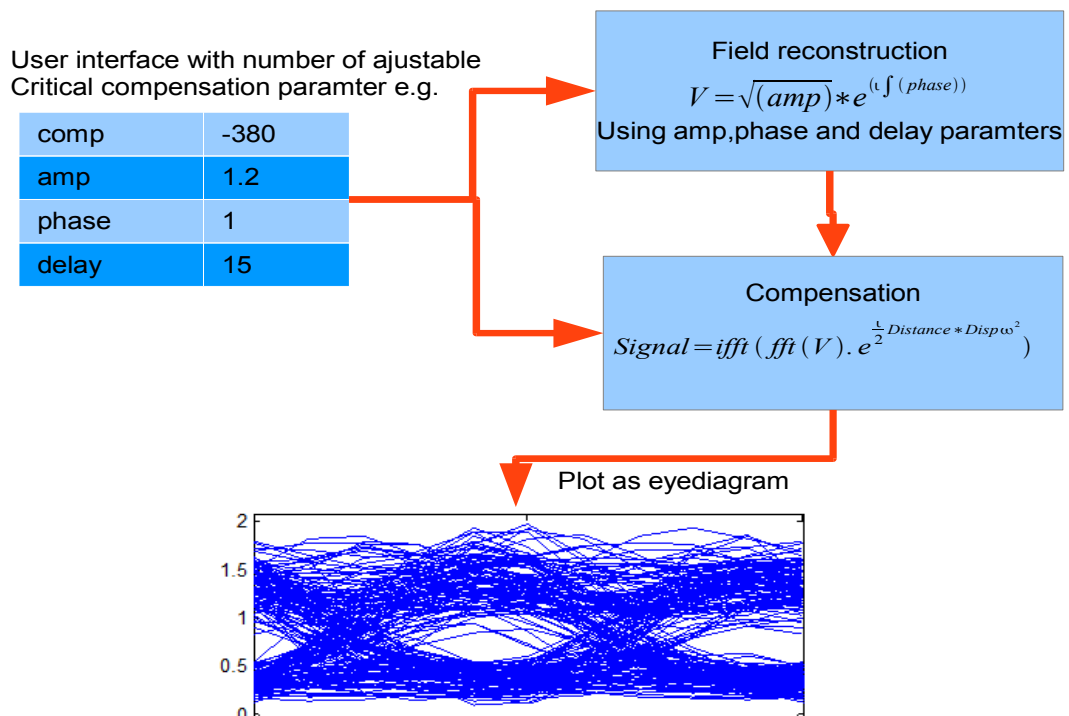 User interface with number of ajustable
Critical compensation paramter e.g.
comp -380
amp 1.2
phase 1
delay 15
Field reconstruction
V=√(amp)*e^(ι∫(phase))
Using amp,phase and delay paramters
Compensation
Signal=ifft(fft(V).e^(ι/2 Distance*Disp ω²))
Plot as eyediagram
2
1.5
1
0.5
0